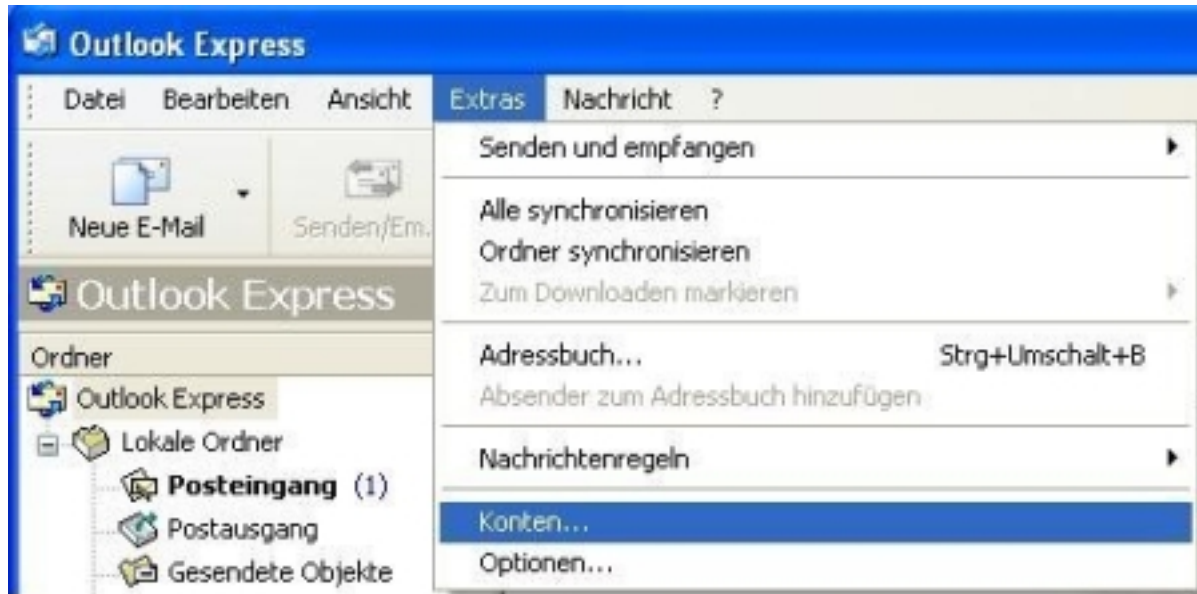 Outlook Express
Datei Bearbeiten Ansicht Extras Nachricht ?
Neue E-Mail Senden/Em.
Outlook Express
Ordner
Outlook Express
Lokale Ordner
Posteingang (1)
Postausgang
Gesendete Objekte
Senden und empfangen
Alle synchronisieren
Ordner synchronisieren
Zum Downloaden markieren
Adressbuch... Strg+Umschalt+B
Absender zum Adressbuch hinzufügen
Nachrichtenregeln
Konten...
Optionen...